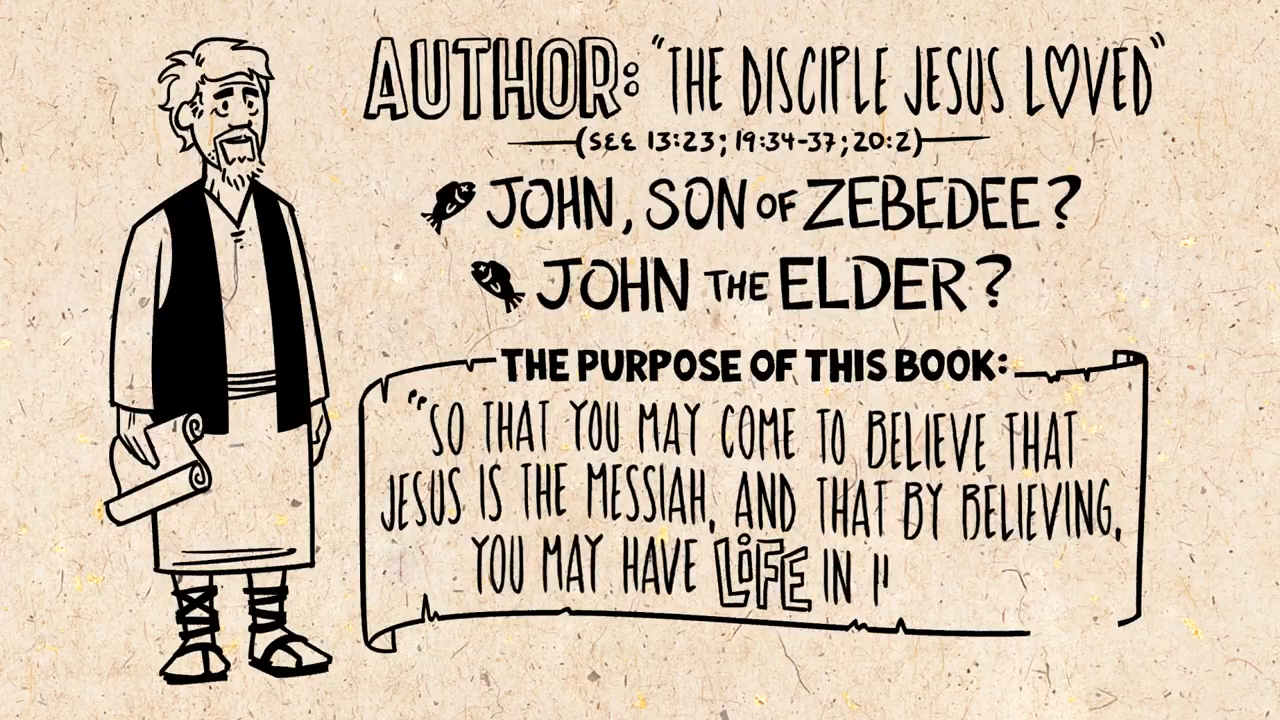 AUTHOR: "THE DISCIPLE JESUS LOVED"
(SEE 13:23; 19:34-37; 20:2)
JOHN, SON OF ZEBEDEE?
JOHN THE ELDER?
THE PURPOSE OF THIS BOOK:
"SO THAT YOU MAY COME TO BELIEVE THAT
JESUS IS THE MESSIAH, AND THAT BY BELIEVING,
YOU MAY HAVE LiFE IN